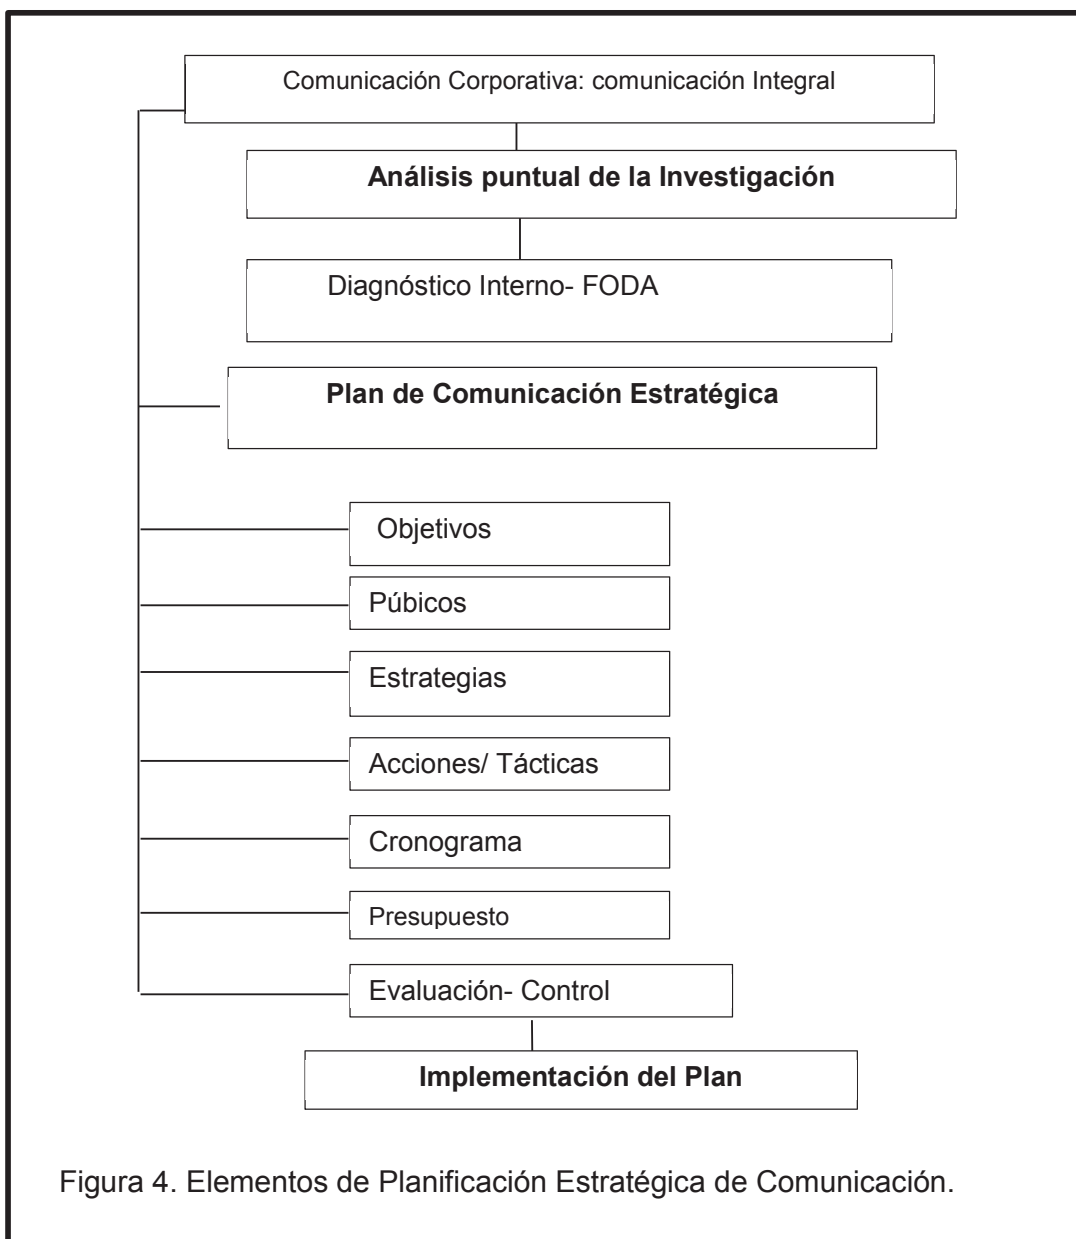 Comunicación Corporativa: comunicación Integral
Análisis puntual de la Investigación
Diagnóstico Interno- FODA
Plan de Comunicación Estratégica
Objetivos
Púbicos
Estrategias
Acciones/ Tácticas
Cronograma
Presupuesto
Evaluación- Control
Implementación del Plan
Figura 4. Elementos de Planificación Estratégica de Comunicación.